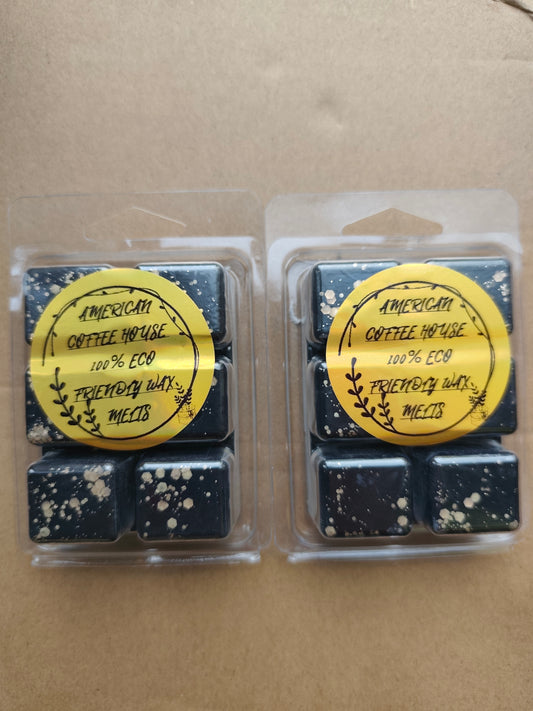 AMERICAN
COFFEE HOUSE
100% ECO
FRIENDLY WAX
MELTS
AMERICAN
COFFEE HOUSE
100% ECO
FRIENDLY WAX
MELTS